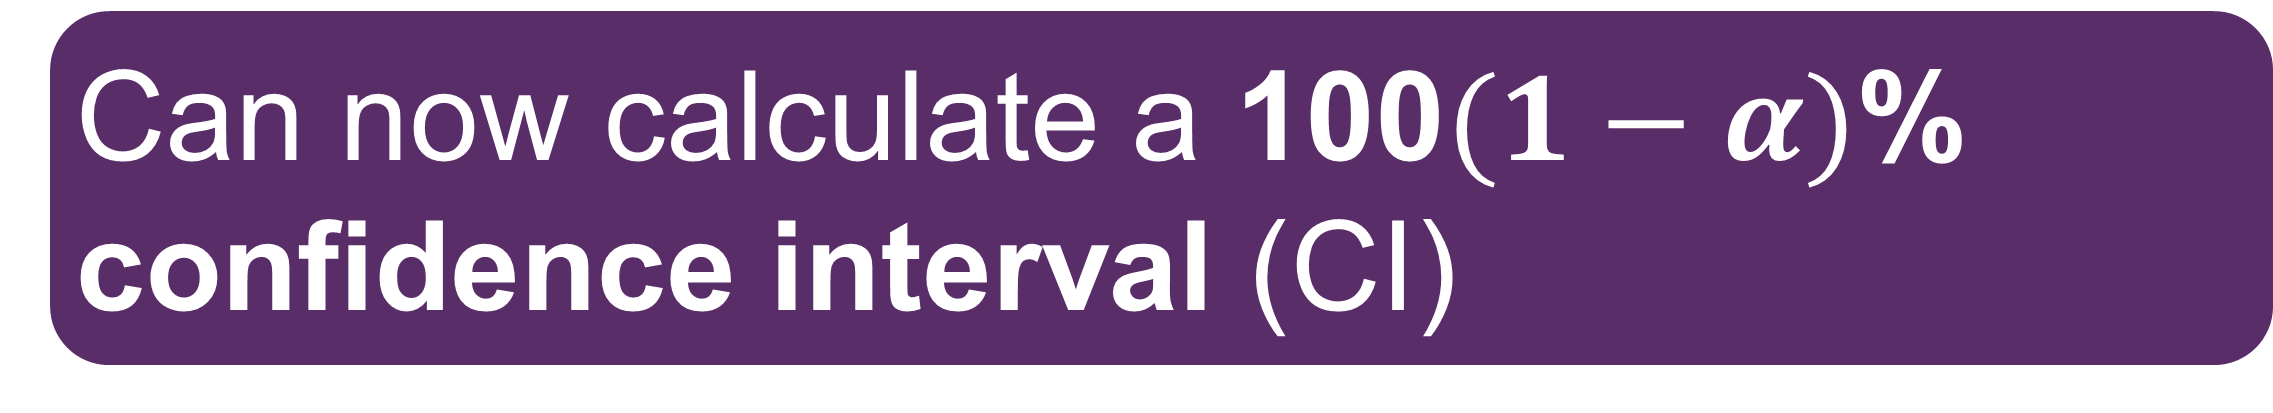 Can now calculate a 100(1 − α)%
confidence interval (CI)